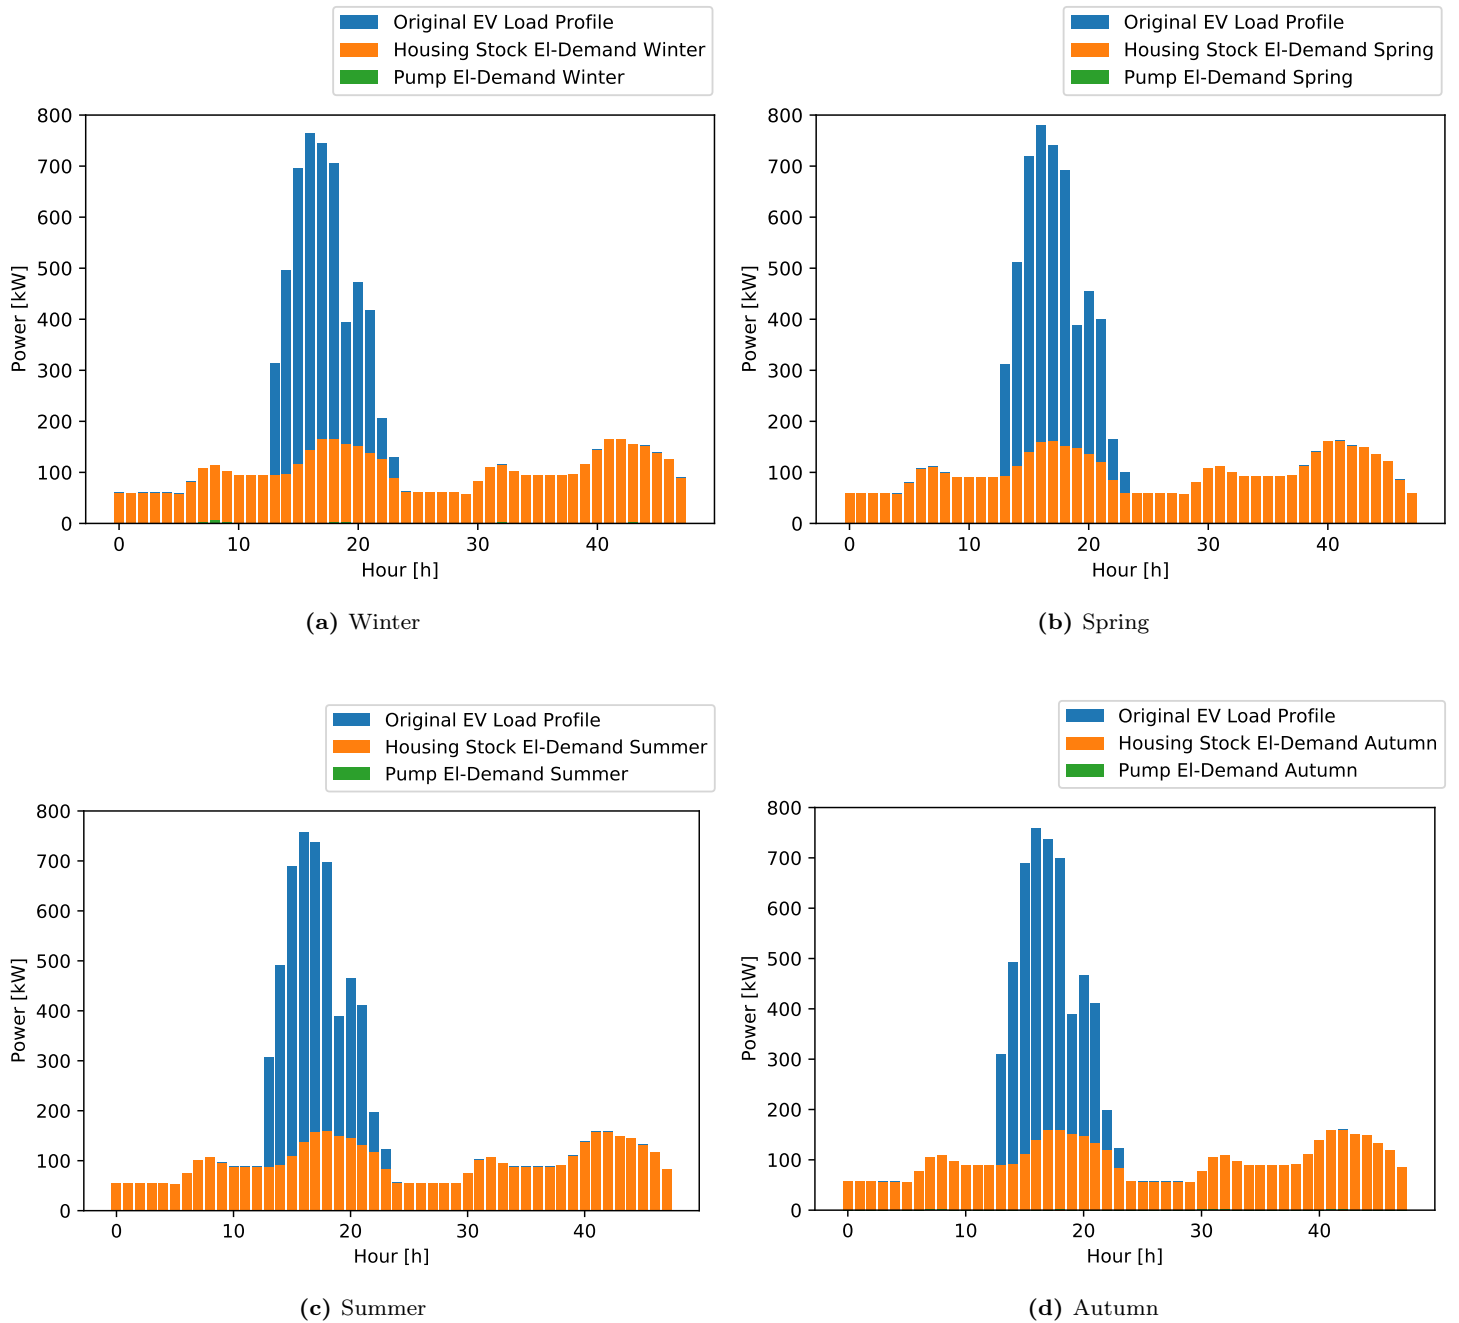 Original EV Load Profile
Housing Stock El-Demand Winter
Pump El-Demand Winter
800
700
600
500
400
300
200
100
0
Power [kW]
0 10 20 30 40
Hour [h]
(a) Winter
Original EV Load Profile
Housing Stock El-Demand Spring
Pump El-Demand Spring
800
700
600
500
400
300
200
100
0
Power [kW]
0 10 20 30 40
Hour [h]
(b) Spring
Original EV Load Profile
Housing Stock El-Demand Summer
Pump El-Demand Summer
800
700
600
500
400
300
200
100
0
Power [kW]
0 10 20 30 40
Hour [h]
(c) Summer
Original EV Load Profile
Housing Stock El-Demand Autumn
Pump El-Demand Autumn
800
700
600
500
400
300
200
100
0
Power [kW]
0 10 20 30 40
Hour [h]
(d) Autumn